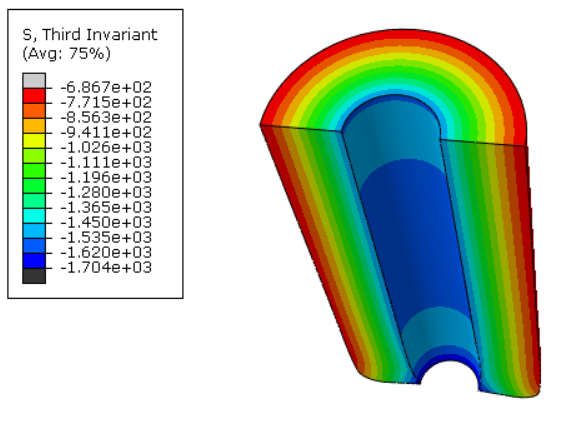 S, Third Invariant
(Avg: 75%)
-6.867e+02
-7.715e+02
-8.563e+02
-9.411e+02
-1.026e+03
-1.111e+03
-1.196e+03
-1.280e+03
-1.365e+03
-1.450e+03
-1.535e+03
-1.620e+03
-1.704e+03